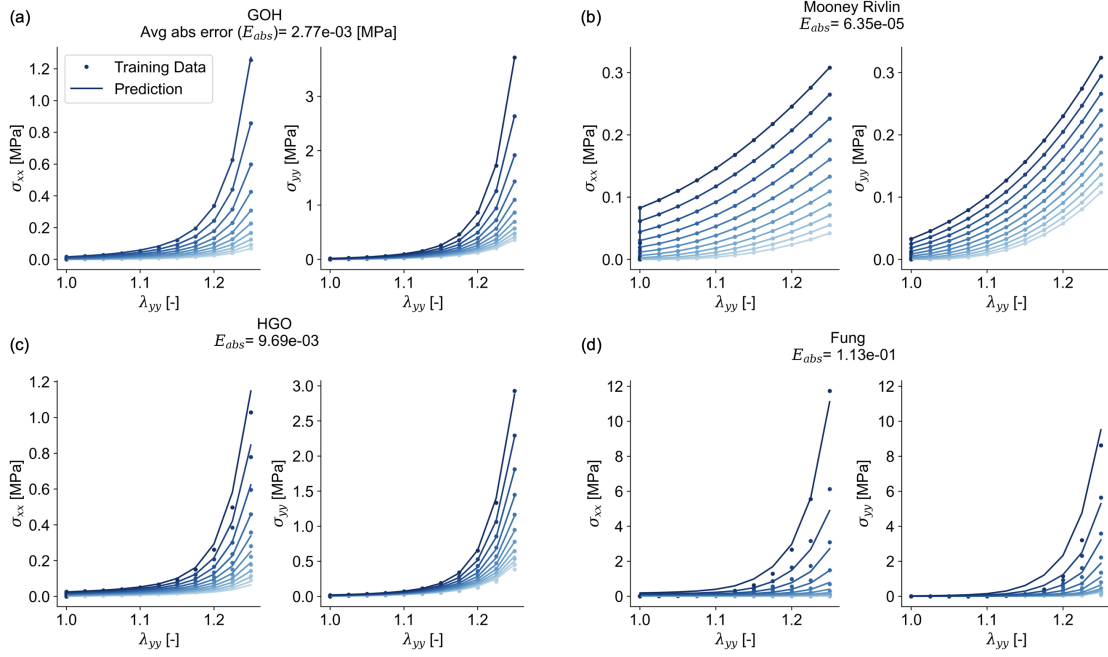 (a)
GOH
Avg abs error (E_abs)= 2.77e-03 [MPa]
Training Data
Prediction
σ_xx [MPa]
1.2
1.0
0.8
0.6
0.4
0.2
0.0
1.0
1.1
1.2
λ_yy [-]
σ_yy [MPa]
3
2
1
0
1.0
1.1
1.2
λ_yy [-]
(b)
Mooney Rivlin
E_abs= 6.35e-05
σ_xx [MPa]
0.3
0.2
0.1
0.0
1.0
1.1
1.2
λ_yy [-]
σ_yy [MPa]
0.3
0.2
0.1
0.0
1.0
1.1
1.2
λ_yy [-]
(c)
HGO
E_abs= 9.69e-03
σ_xx [MPa]
1.2
1.0
0.8
0.6
0.4
0.2
0.0
1.0
1.1
1.2
λ_yy [-]
σ_yy [MPa]
3.0
2.5
2.0
1.5
1.0
0.5
0.0
1.0
1.1
1.2
λ_yy [-]
(d)
Fung
E_abs= 1.13e-01
σ_xx [MPa]
12
10
8
6
4
2
0
1.0
1.1
1.2
λ_yy [-]
σ_yy [MPa]
12
10
8
6
4
2
0
1.0
1.1
1.2
λ_yy [-]